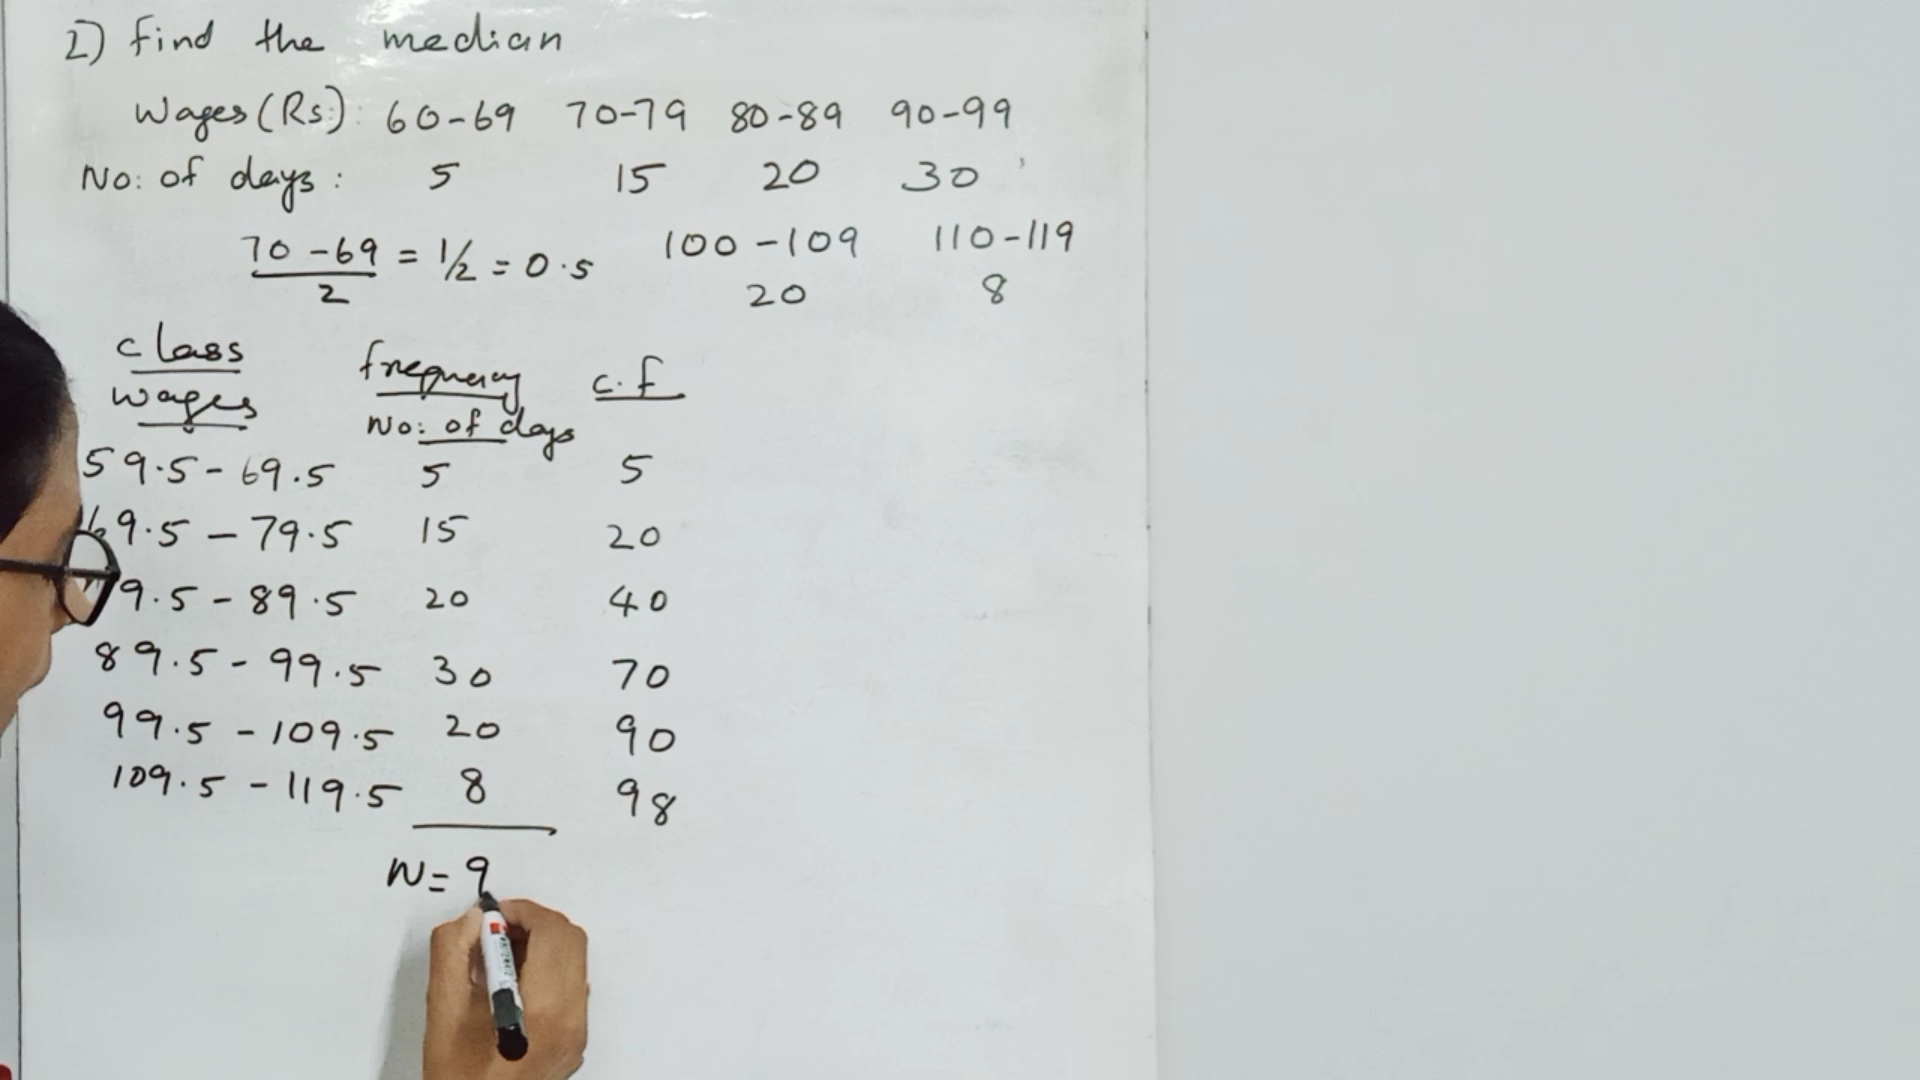 2) Find the median
Wages (Rs): 60-69 70-79 80-89 90-99
No: of days: 5 15 20 30
70-69/2 = 1/2 = 0.5
100-109 110-119
20 8
class frequency c.f
wages No: of days
59.5-69.5 5 5
69.5-79.5 15 20
9.5-89.5 20 40
89.5-99.5 30 70
99.5-109.5 20 90
109.5-119.5 8 98
N=9